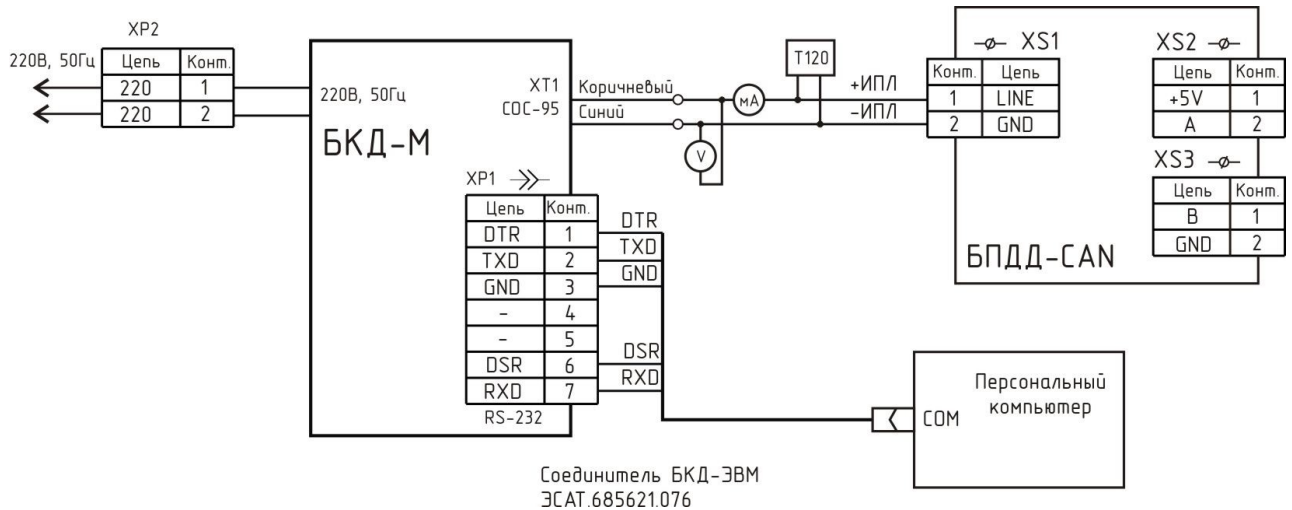 XP2
220В, 50Гц
Цепь Конт.
220 1
220 2
220В, 50Гц
БКД-М
XT1
СОС-95
Коричневый
Синий
мА
V
Т120
+ИПЛ
-ИПЛ
XS1
Конт. Цепь
1 LINE
2 GND
XS2
Цепь Конт.
+5V 1
A 2
XS3
Цепь Конт.
B 1
GND 2
БПДД-CAN
XP1
Цепь Конт.
DTR 1
TXD 2
GND 3
- 4
- 5
DSR 6
RXD 7
RS-232
DTR
TXD
GND
DSR
RXD
COM
Персональный
компьютер
Соединитель БКД-ЭВМ
ЭСАТ.685621.076